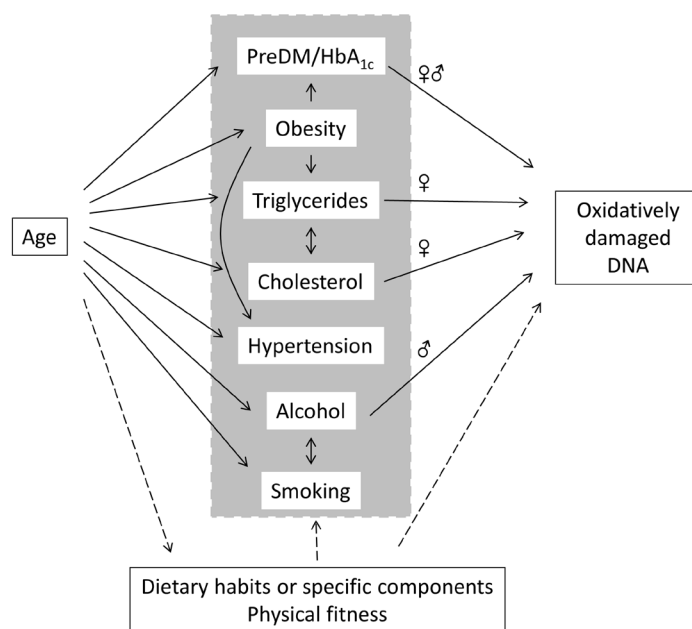 PreDM/HbA1c
♀♂
Obesity
Triglycerides
♀
Age
Oxidatively
damaged
DNA
Cholesterol
♀
Hypertension
♂
Alcohol
Smoking
Dietary habits or specific components
Physical fitness